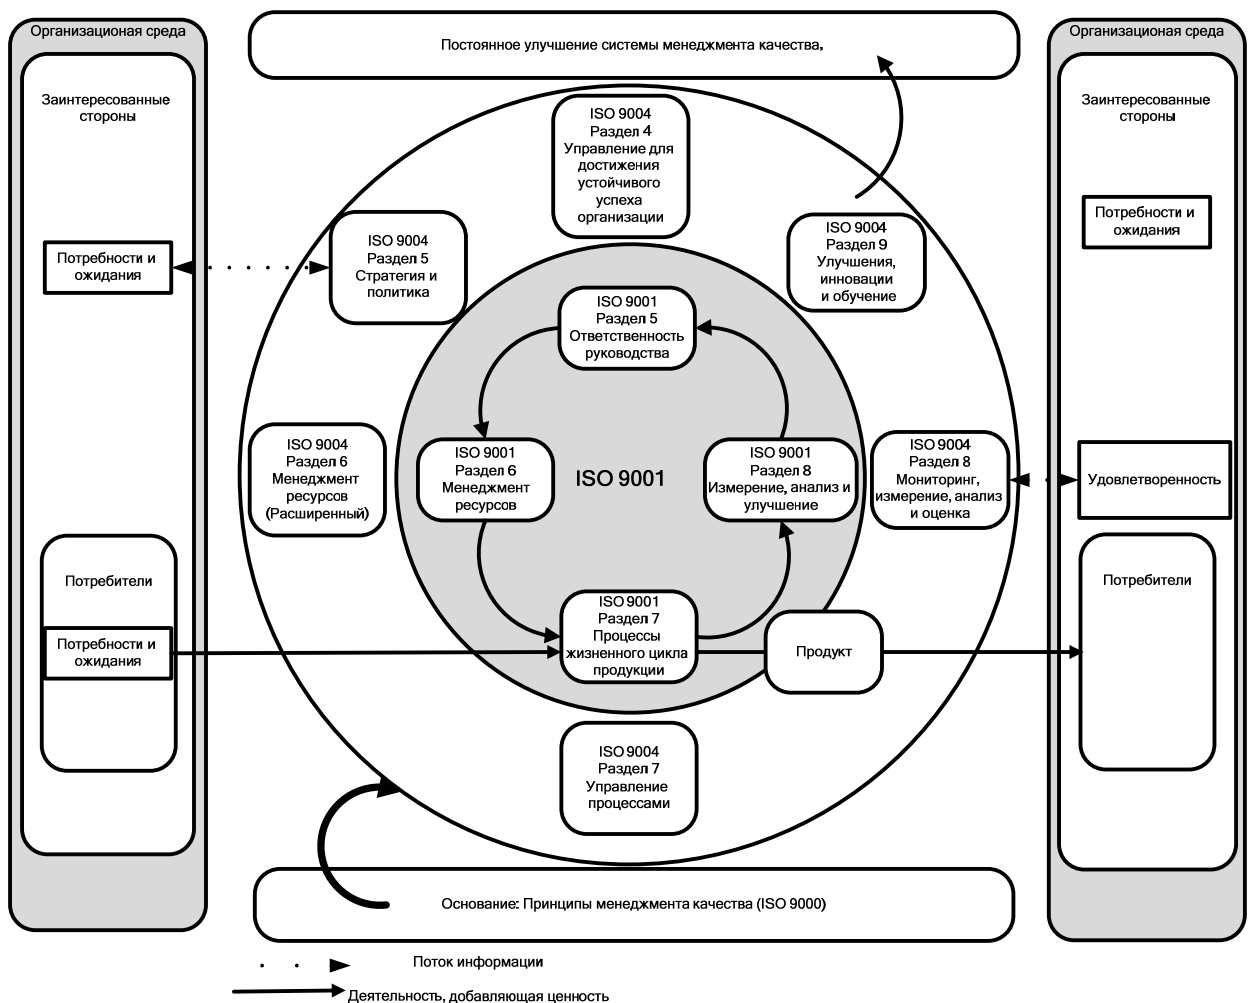 Организационая среда
Заинтересованные
стороны
Потребности и
ожидания
Потребители
Потребности и
ожидания
Постоянное улучшение системы менеджмента качества,
ISO 9004
Раздел 4
Управление для
достижения
устойчивого
успеха
организации
ISO 9004
Раздел 5
Стратегия и
политика
ISO 9004
Раздел 9
Улучшения,
инновации
и обучение
ISO 9001
Раздел 5
Ответственность
руководства
ISO 9004
Раздел 6
Менеджмент
ресурсов
(Расширенный)
ISO 9001
Раздел 6
Менеджмент
ресурсов
ISO 9001
ISO 9001
Раздел 8
Измерение, анализ и
улучшение
ISO 9004
Раздел 8
Мониторинг,
измерение, анализ
и оценка
ISO 9001
Раздел 7
Процессы
жизненного цикла
продукции
Продукт
ISO 9004
Раздел 7
Управление
процессами
Основание: Принципы менеджмента качества (ISO 9000)
Организационая среда
Заинтересованные
стороны
Потребности и
ожидания
Удовлетворенность
Потребители
Поток информации
Деятельность, добавляющая ценность